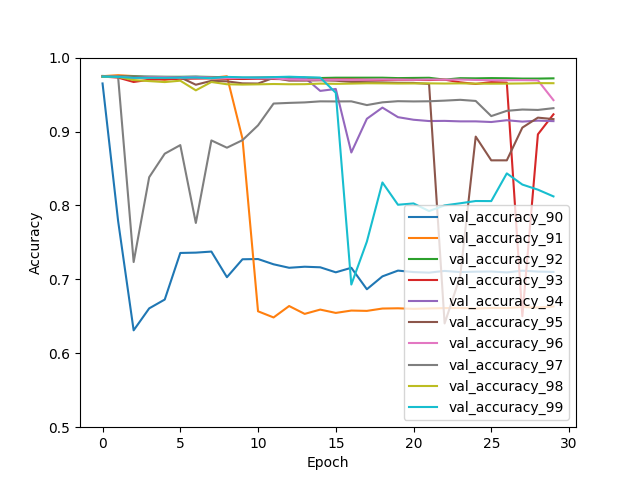 1.0
0.9
0.8
0.7
0.6
0.5
Accuracy
0 5 10 15 20 25 30
Epoch
val_accuracy_90
val_accuracy_91
val_accuracy_92
val_accuracy_93
val_accuracy_94
val_accuracy_95
val_accuracy_96
val_accuracy_97
val_accuracy_98
val_accuracy_99